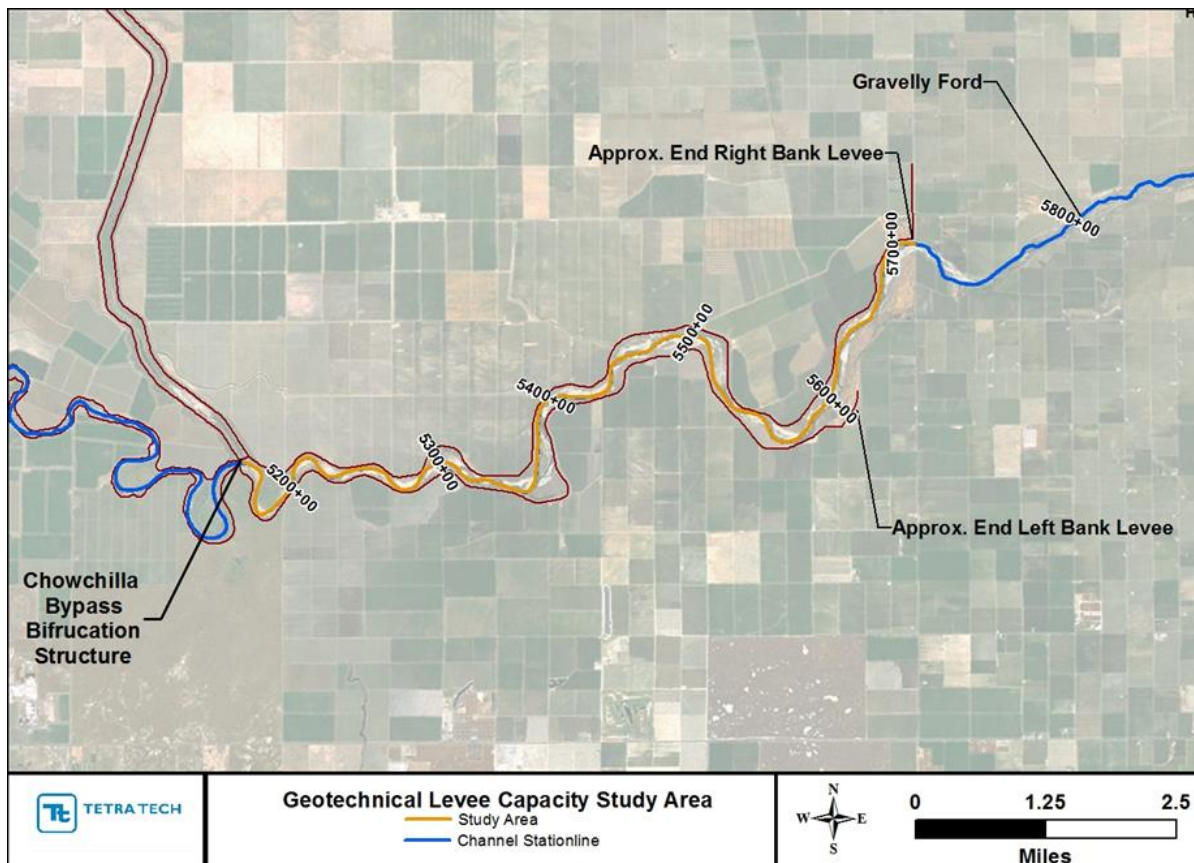 Gravelly Ford
Approx. End Right Bank Levee
5800+00
5700+00
5500+00
5400+00
5600+00
5300+00
5200+00
Approx. End Left Bank Levee
Chowchilla
Bypass
Bifrucation
Structure
Tt TETRA TECH
Geotechnical Levee Capacity Study Area
Study Area
Channel Stationline
N
W E
S
0 1.25 2.5
Miles